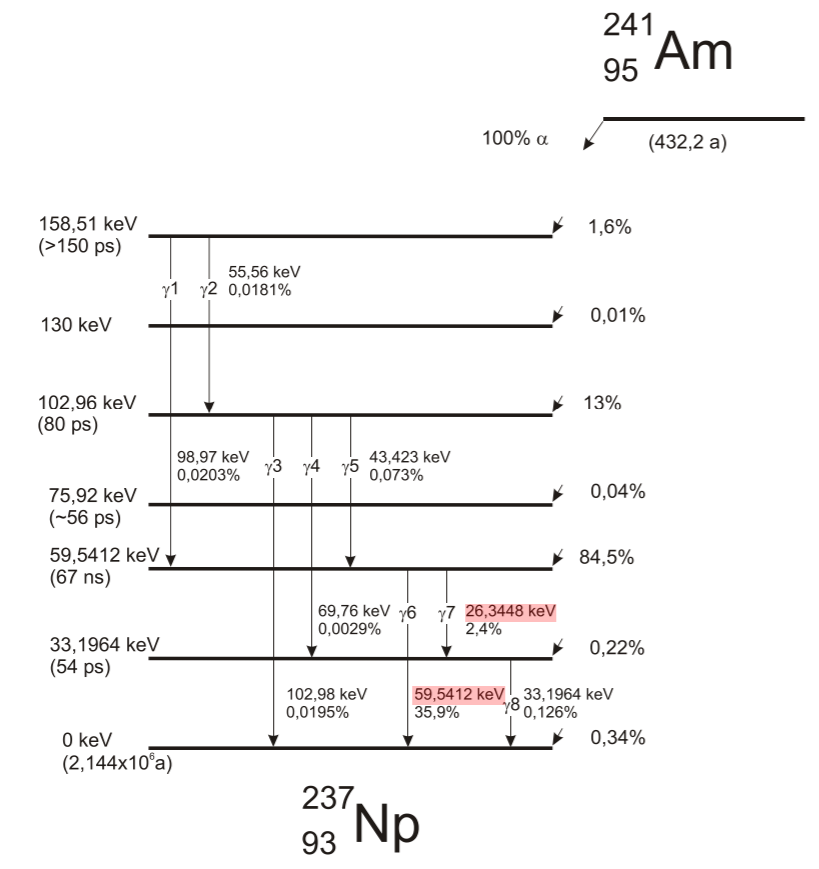 241
95 Am
100% α
(432,2 a)
158,51 keV
(>150 ps)
1,6%
γ1
γ2
55,56 keV
0,0181%
130 keV
0,01%
102,96 keV
(80 ps)
13%
98,97 keV
0,0203%
γ3
γ4
γ5
43,423 keV
0,073%
75,92 keV
(~56 ps)
0,04%
59,5412 keV
(67 ns)
84,5%
69,76 keV
0,0029%
γ6
γ7
26,3448 keV
2,4%
33,1964 keV
(54 ps)
0,22%
102,98 keV
0,0195%
59,5412 keV
35,9%
γ8
33,1964 keV
0,126%
0 keV
(2,144x10⁶a)
0,34%
237
93 Np